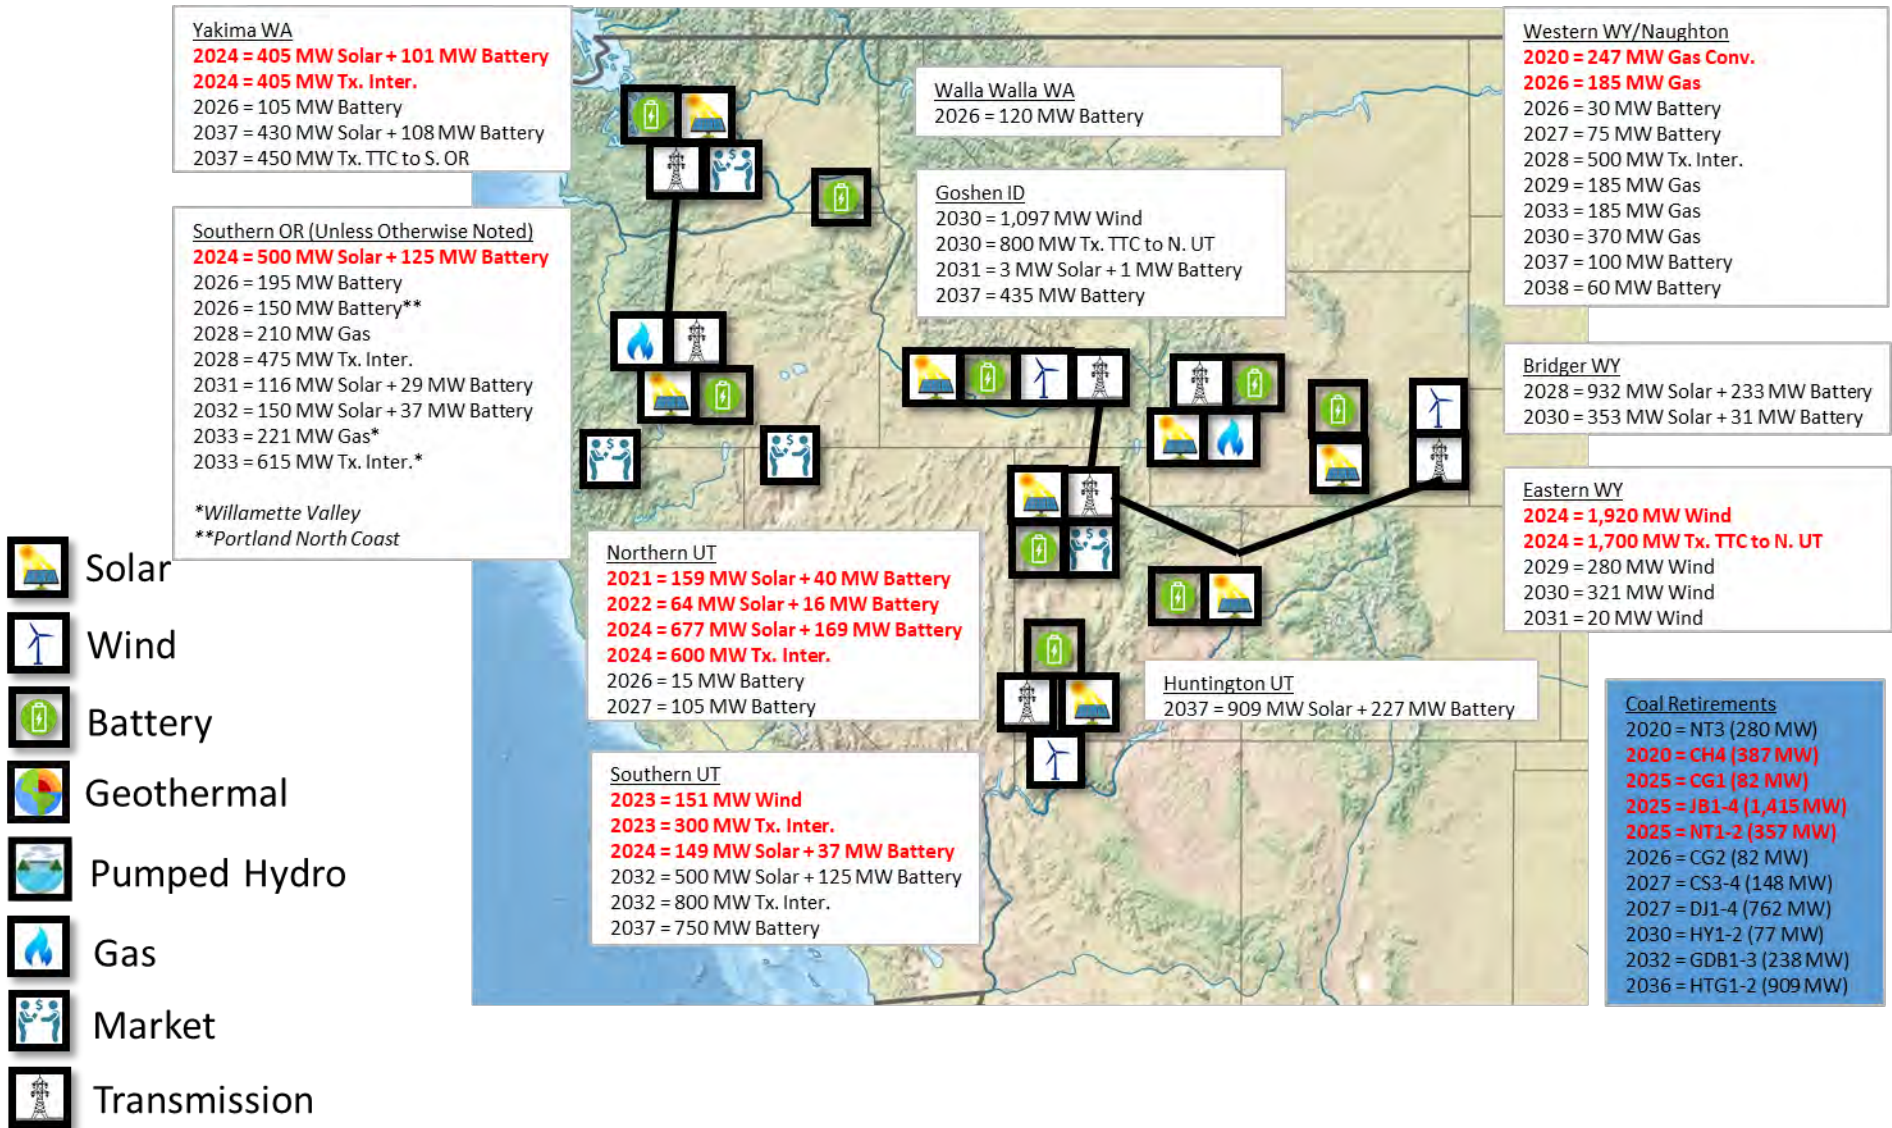 Yakima WA
2024 = 405 MW Solar + 101 MW Battery
2024 = 405 MW Tx. Inter.
2026 = 105 MW Battery
2037 = 430 MW Solar + 108 MW Battery
2037 = 450 MW Tx. TTC to S. OR
Southern OR (Unless Otherwise Noted)
2024 = 500 MW Solar + 125 MW Battery
2026 = 195 MW Battery
2026 = 150 MW Battery**
2028 = 210 MW Gas
2028 = 475 MW Tx. Inter.
2031 = 116 MW Solar + 29 MW Battery
2032 = 150 MW Solar + 37 MW Battery
2033 = 221 MW Gas*
2033 = 615 MW Tx. Inter.*
*Willamette Valley
**Portland North Coast
Walla Walla WA
2026 = 120 MW Battery
Goshen ID
2030 = 1,097 MW Wind
2030 = 800 MW Tx. TTC to N. UT
2031 = 3 MW Solar + 1 MW Battery
2037 = 435 MW Battery
Western WY/Naughton
2020 = 247 MW Gas Conv.
2026 = 185 MW Gas
2026 = 30 MW Battery
2027 = 75 MW Battery
2028 = 500 MW Tx. Inter.
2029 = 185 MW Gas
2033 = 185 MW Gas
2030 = 370 MW Gas
2037 = 100 MW Battery
2038 = 60 MW Battery
Bridger WY
2028 = 932 MW Solar + 233 MW Battery
2030 = 353 MW Solar + 31 MW Battery
Eastern WY
2024 = 1,920 MW Wind
2024 = 1,700 MW Tx. TTC to N. UT
2029 = 280 MW Wind
2030 = 321 MW Wind
2031 = 20 MW Wind
Northern UT
2021 = 159 MW Solar + 40 MW Battery
2022 = 64 MW Solar + 16 MW Battery
2024 = 677 MW Solar + 169 MW Battery
2024 = 600 MW Tx. Inter.
2026 = 15 MW Battery
2027 = 105 MW Battery
Huntington UT
2037 = 909 MW Solar + 227 MW Battery
Southern UT
2023 = 151 MW Wind
2023 = 300 MW Tx. Inter.
2024 = 149 MW Solar + 37 MW Battery
2032 = 500 MW Solar + 125 MW Battery
2032 = 800 MW Tx. Inter.
2037 = 750 MW Battery
Coal Retirements
2020 = NT3 (280 MW)
2020 = CH4 (387 MW)
2025 = CG1 (82 MW)
2025 = JB1-4 (1,415 MW)
2025 = NT1-2 (357 MW)
2026 = CG2 (82 MW)
2027 = CS3-4 (148 MW)
2027 = DJ1-4 (762 MW)
2030 = HY1-2 (77 MW)
2032 = GDB1-3 (238 MW)
2036 = HTG1-2 (909 MW)
Solar
Wind
Battery
Geothermal
Pumped Hydro
Gas
Market
Transmission